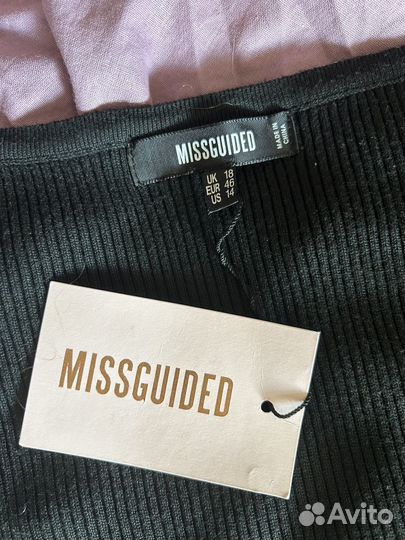 MISSGUIDED
MADE IN
CHINA
UK 18
EUR 46
US 14
MISSGUIDED
Avito